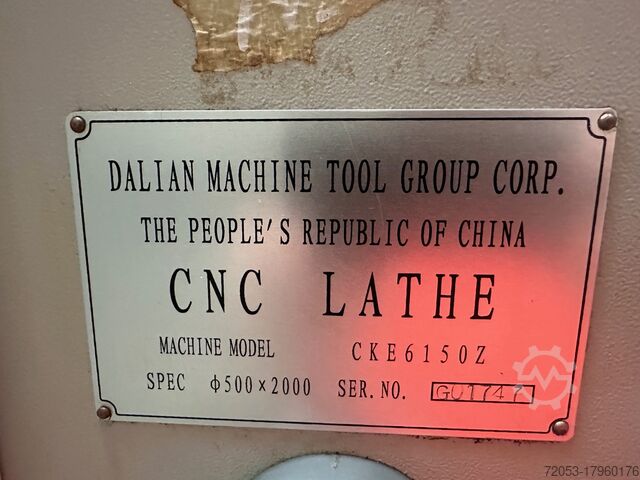 DALIAN MACHINE TOOL GROUP CORP.
THE PEOPLE'S REPUBLIC OF CHINA
CNC LATHE
MACHINE MODEL CKE6150Z
SPEC ϕ500×2000 SER. NO. GU1747
72053-17960176